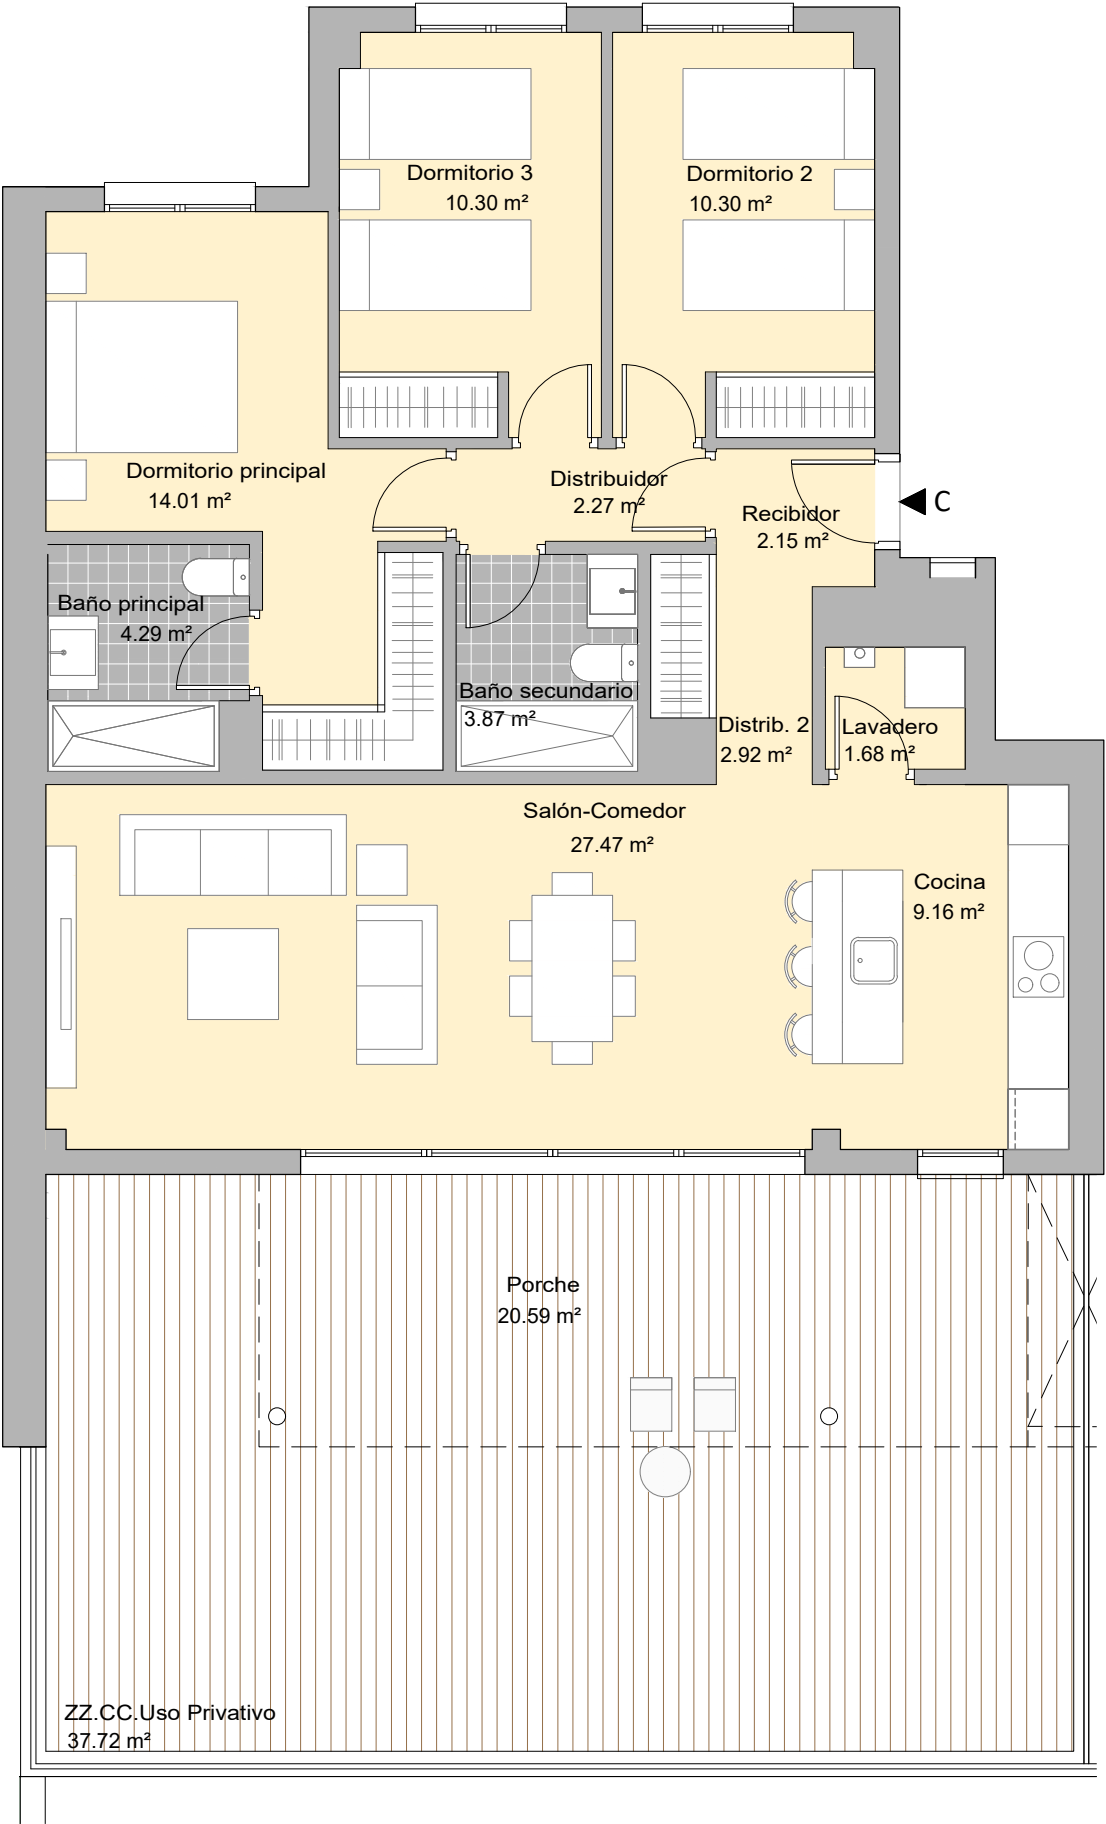 Dormitorio 3
10.30 m²
Dormitorio 2
10.30 m²
Dormitorio principal
14.01 m²
Distribuidor
2.27 m²
Recibidor
2.15 m²
C
Baño principal
4.29 m²
Baño secundario
3.87 m²
Distrib. 2
2.92 m²
Lavadero
1.68 m²
Salón-Comedor
27.47 m²
Cocina
9.16 m²
Porche
20.59 m²
ZZ.CC.Uso Privativo
37.72 m²